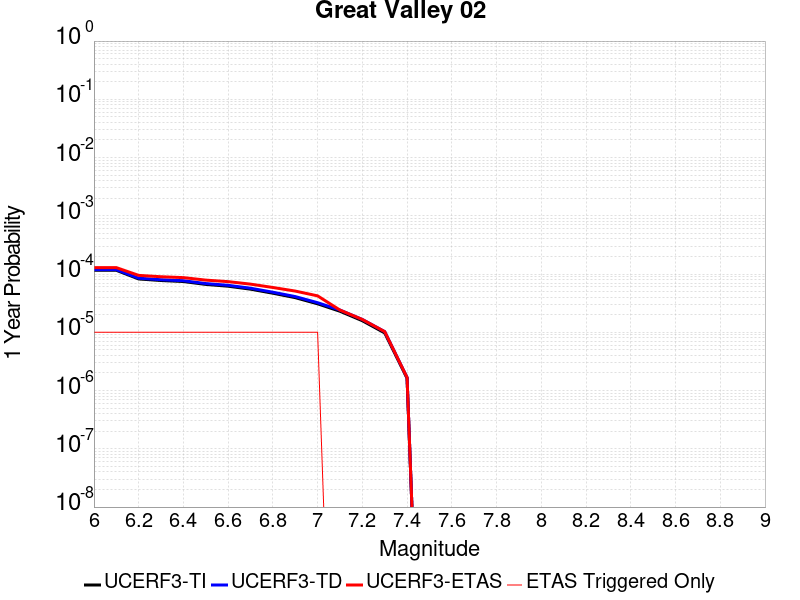 Great Valley 02
1 Year Probability
10^0
10^-1
10^-2
10^-3
10^-4
10^-5
10^-6
10^-7
10^-8
6 6.2 6.4 6.6 6.8 7 7.2 7.4 7.6 7.8 8 8.2 8.4 8.6 8.8 9
Magnitude
UCERF3-TI UCERF3-TD UCERF3-ETAS ETAS Triggered Only